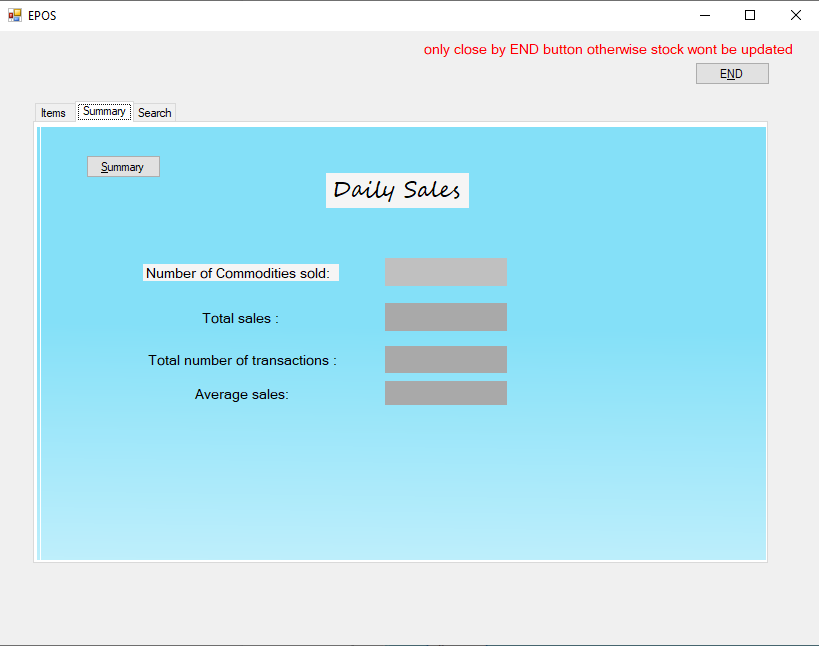 EPOS
only close by END button otherwise stock wont be updated
END
Items Summary Search
Summary
Daily Sales
Number of Commodities sold:
Total sales :
Total number of transactions :
Average sales: